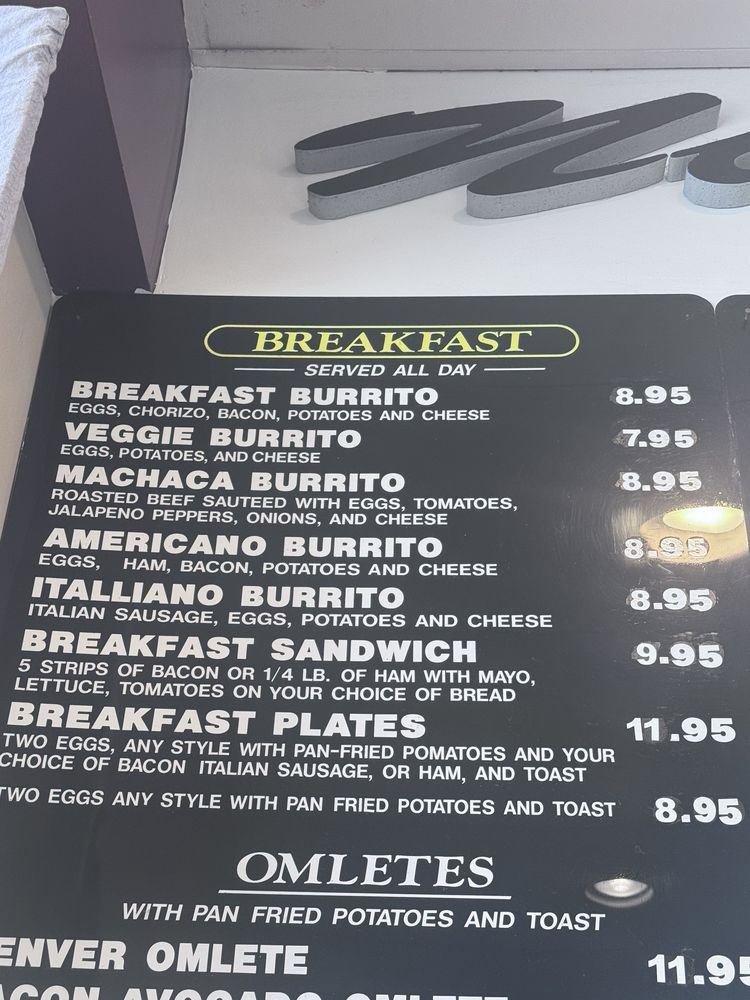 BREAKFAST
SERVED ALL DAY
BREAKFAST BURRITO 8.95
EGGS, CHORIZO, BACON, POTATOES AND CHEESE
VEGGIE BURRITO 7.95
EGGS, POTATOES, AND CHEESE
MACHACA BURRITO 8.95
ROASTED BEEF SAUTEED WITH EGGS, TOMATOES,
JALAPENO PEPPERS, ONIONS, AND CHEESE
AMERICANO BURRITO 8.95
EGGS, HAM, BACON, POTATOES AND CHEESE
ITALLIANO BURRITO 8.95
ITALIAN SAUSAGE, EGGS, POTATOES AND CHEESE
BREAKFAST SANDWICH 9.95
5 STRIPS OF BACON OR 1/4 LB. OF HAM WITH MAYO,
LETTUCE, TOMATOES ON YOUR CHOICE OF BREAD
BREAKFAST PLATES 11.95
TWO EGGS, ANY STYLE WITH PAN-FRIED POMATOES AND YOUR
CHOICE OF BACON ITALIAN SAUSAGE, OR HAM, AND TOAST
TWO EGGS ANY STYLE WITH PAN FRIED POTATOES AND TOAST 8.95
OMLETES
WITH PAN FRIED POTATOES AND TOAST
ENVER OMLETE 11.95
ACON AVOCADO OMLETE